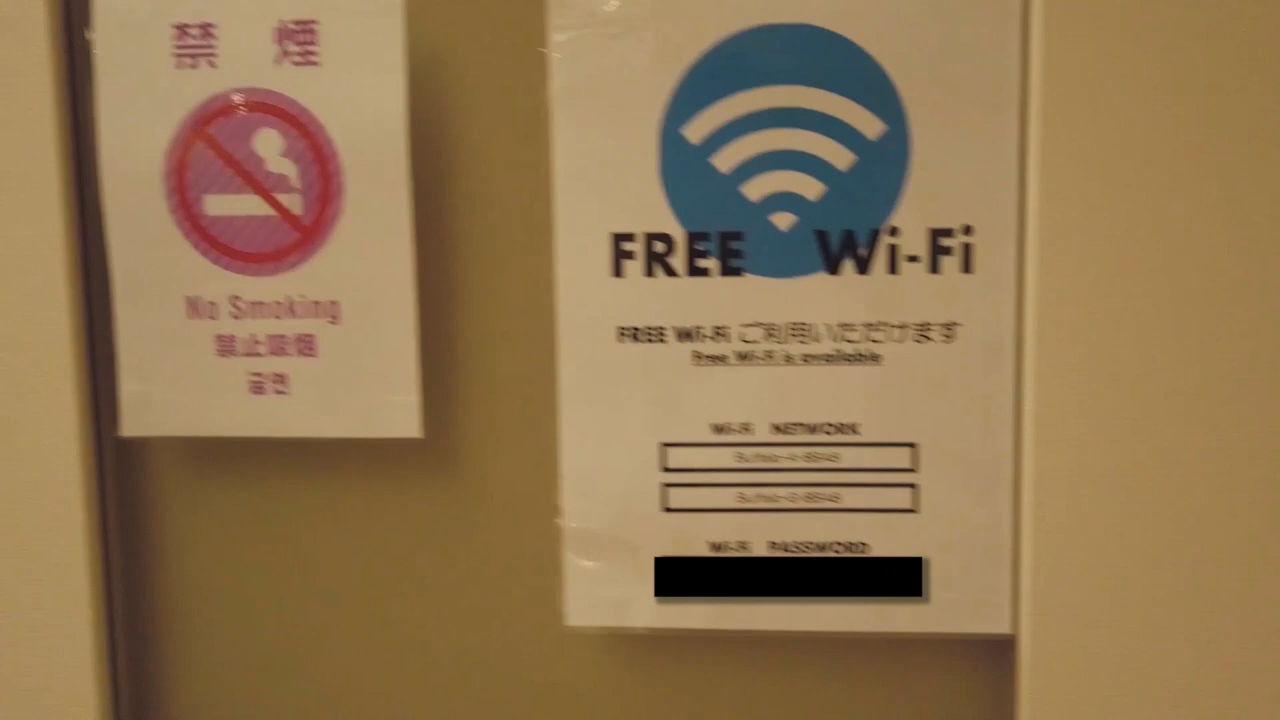 禁 煙
No Smoking
禁止吸烟
금연
FREE Wi-Fi
FREE Wi-Fi ご利用いただけます
Free Wi-Fi is available
Wi-Fi NETWORK
Wi-Fi PASSWORD